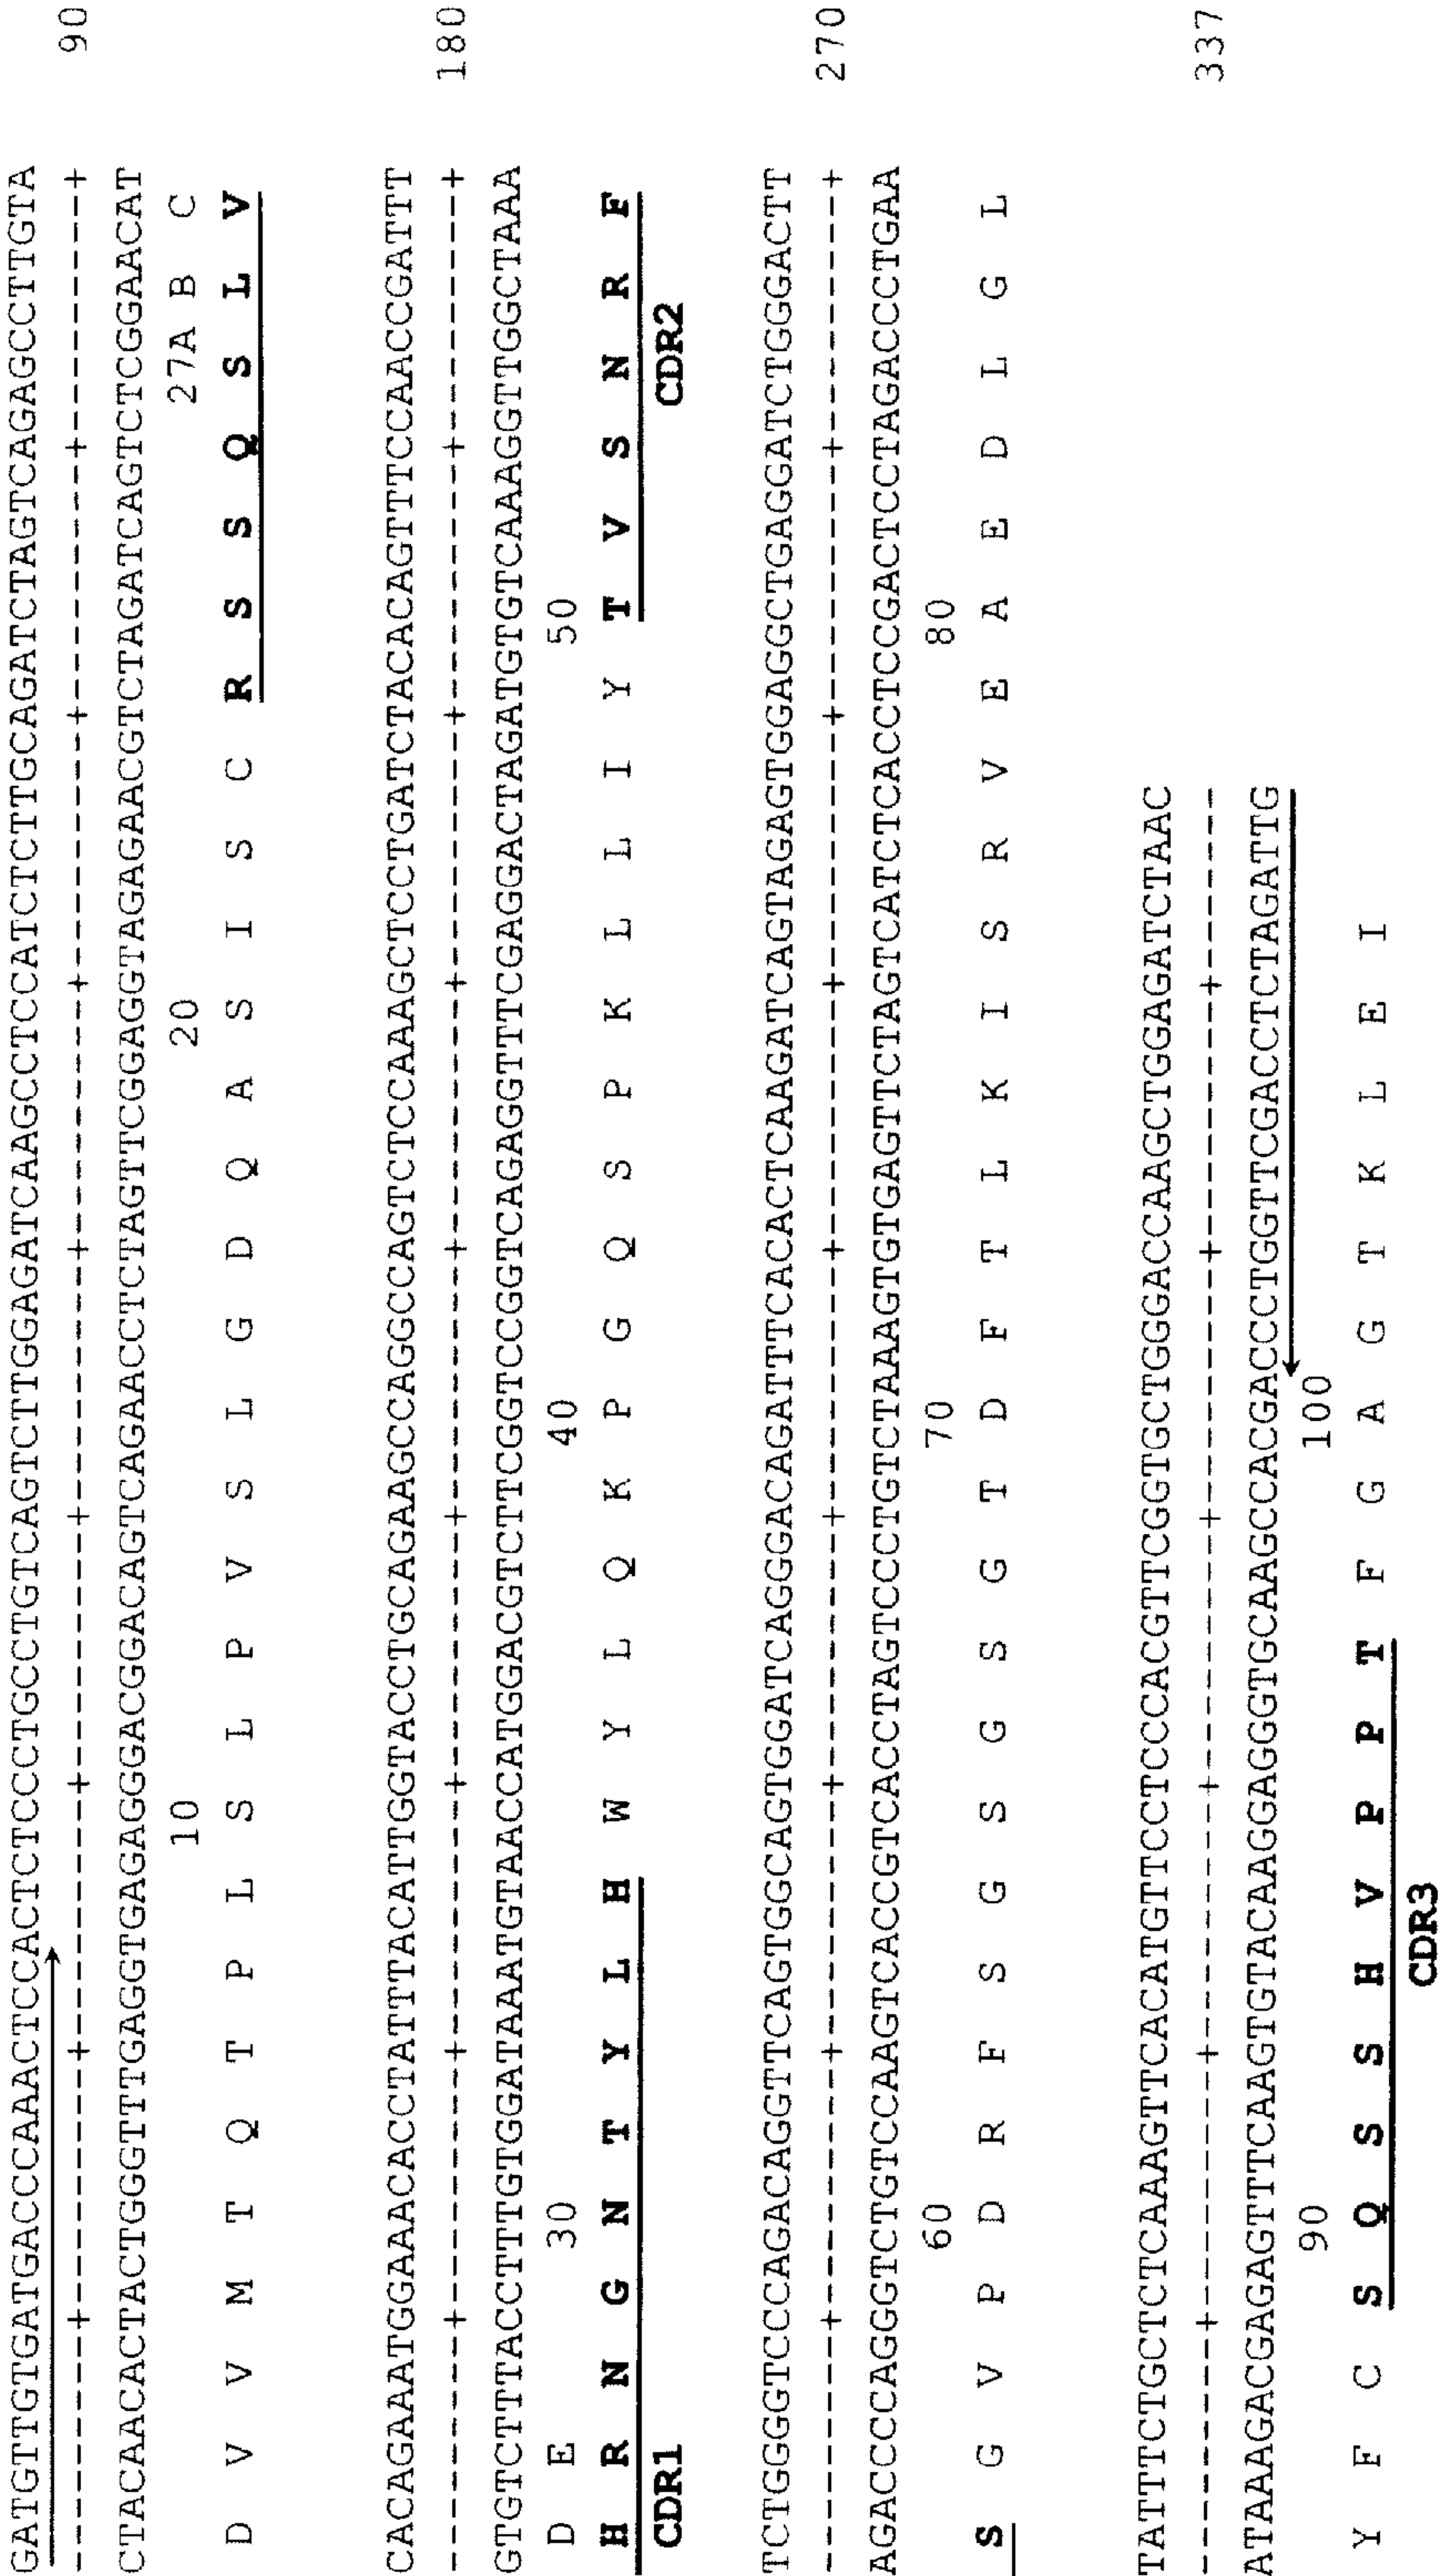 GATGTTGTGATGACCCAAACTCCACTCTCCCTGCCTGTCAGTCTTGGAGATCAAGCCTCCATCTCTTGCAGATCTAGTCAGAGCCTTGTA
---------+---------+---------+---------+---------+---------+---------+---------+---------+ 90
CTACAACACTACTGGGTTTGAGGTGAGAGGGACGGACAGTCAGAACCTCTAGTTCGGAGGTAGAGAACGTCTAGATCAGTCTCGGAACAT
10 20 27A B C
D V V M T Q T P L S L P V S L G D Q A S I S C R S S Q S L V
CACAGAAATGGAAACACCTATTTACATTGGTACCTGCAGAAGCCAGGCCAGTCTCCAAAGCTCCTGATCTACACAGTTTCCAACCGATTT
---------+---------+---------+---------+---------+---------+---------+---------+---------+ 180
GTGTCTTTACCTTTGTGGATAAATGTAACCATGGACGTCTTCGGTCCGGTCAGAGGTTTCGAGGACTAGATGTGTCAAAGGTTGGCTAAA
D E 30 40 50
H R N G N T Y L H W Y L Q K P G Q S P K L L I Y T V S N R F
CDR1 CDR2
TCTGGGGTCCCAGACAGGTTCAGTGGCAGTGGATCAGGGACAGATTTCACACTCAAGATCAGTAGAGTGGAGGCTGAGGATCTGGGACTT
---------+---------+---------+---------+---------+---------+---------+---------+---------+ 270
AGACCCCAGGGTCTGTCCAAGTCACCGTCACCTAGTCCCTGTCTAAAGTGTGAGTTCTAGTCATCTCACCTCCGACTCCTAGACCCTGAA
60 70 80
S G V P D R F S G S G S G T D F T L K I S R V E A E D L G L
TATTTCTGCTCTCAAAGTTCACATGTTCCTCCCACGTTCGGTGCTGGGACCAAGCTGGAGATCTAAC
---------+---------+---------+---------+---------+---------+------- 337
ATAAAGACGAGAGTTTCAAGTGTACAAGGAGGGTGCAAGCCACGACCCTGGTTCGACCTCTAGATTG
90 100
Y F C S Q S S H V P P T F G A G T K L E I
CDR3